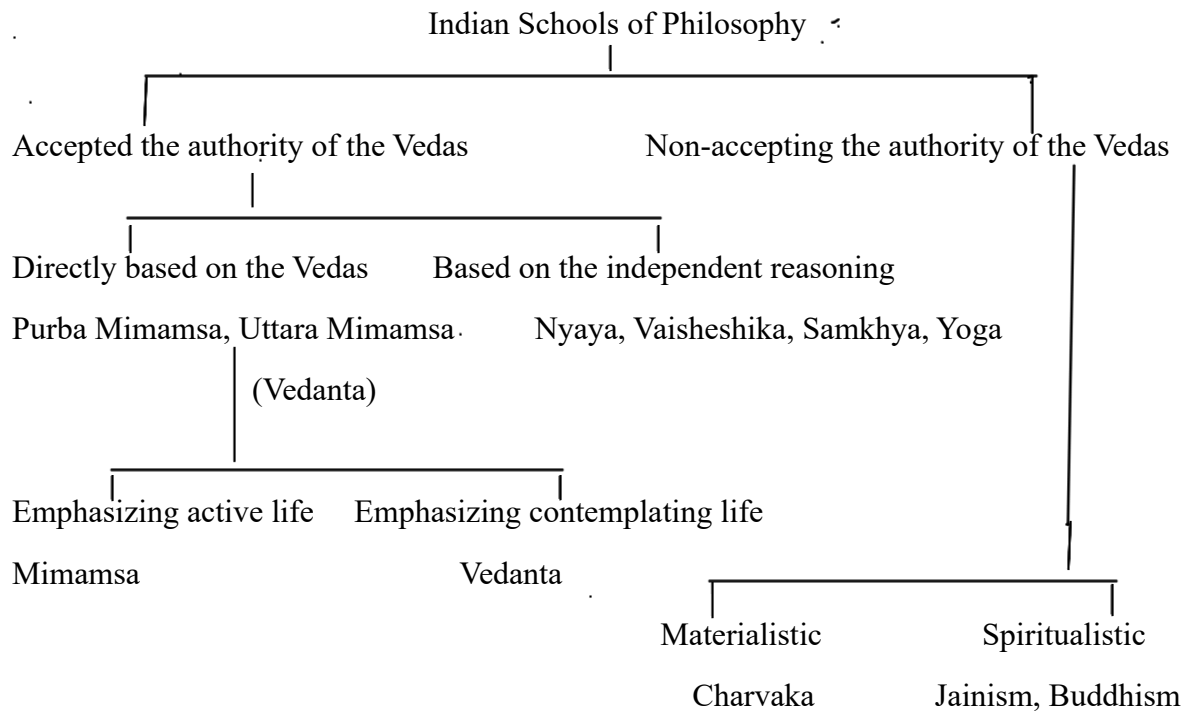 Indian Schools of Philosophy
Accepted the authority of the Vedas Non-accepting the authority of the Vedas
Directly based on the Vedas Based on the independent reasoning
Purba Mimamsa, Uttara Mimamsa Nyaya, Vaisheshika, Samkhya, Yoga
(Vedanta)
Emphasizing active life Emphasizing contemplating life
Mimamsa Vedanta
Materialistic Spiritualistic
Charvaka Jainism, Buddhism